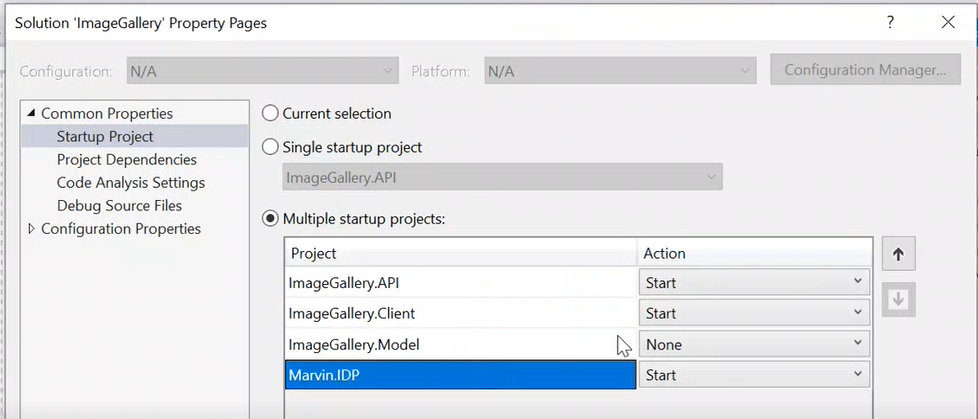 Solution 'ImageGallery' Property Pages ? ×
Configuration: N/A Platform: N/A Configuration Manager...
Common Properties
Startup Project
Project Dependencies
Code Analysis Settings
Debug Source Files
Configuration Properties
Current selection
Single startup project
ImageGallery.API
Multiple startup projects:
Project Action
ImageGallery.API Start
ImageGallery.Client Start
ImageGallery.Model None
Marvin.IDP Start